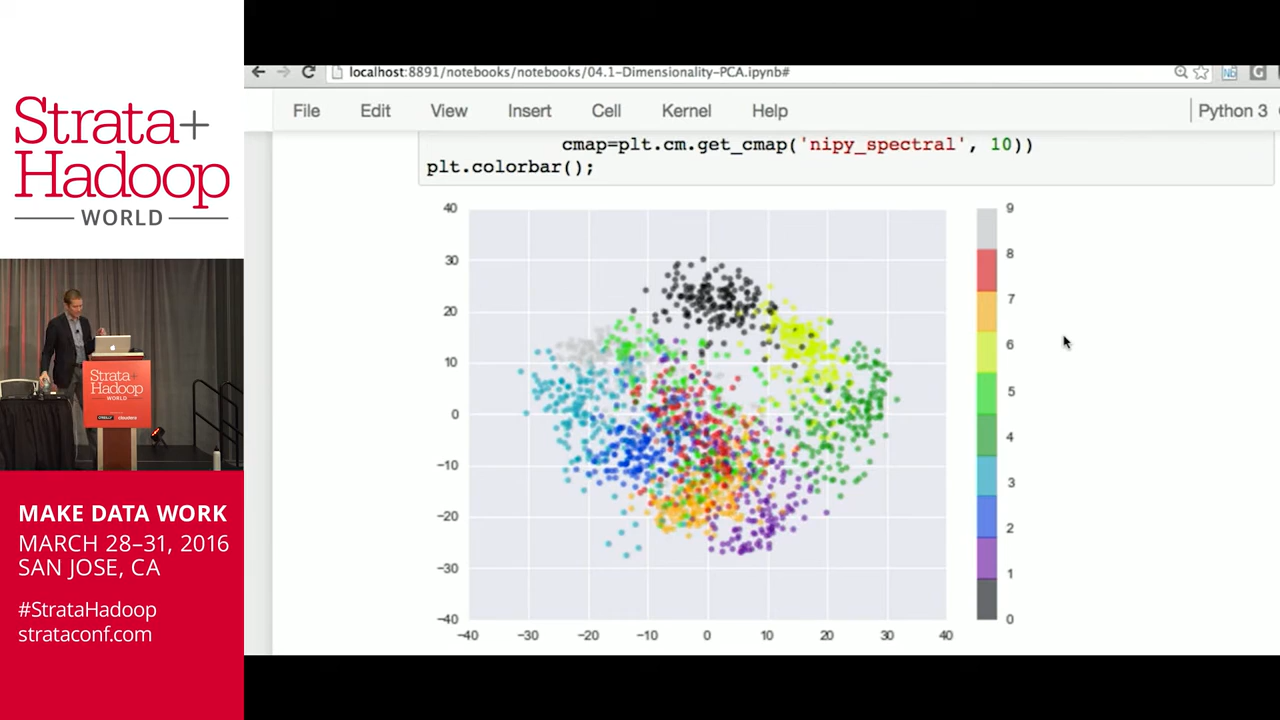 Strata+
Hadoop
WORLD
Strata+
Hadoop
WORLD
MAKE DATA WORK
MARCH 28–31, 2016
SAN JOSE, CA
#StrataHadoop
strataconf.com
localhost:8891/notebooks/notebooks/04.1-Dimensionality-PCA.ipynb#
File Edit View Insert Cell Kernel Help Python 3
cmap=plt.cm.get_cmap('nipy_spectral', 10))
plt.colorbar();
40
30
20
10
0
−10
−20
−30
−40
−40 −30 −20 −10 0 10 20 30 40
9
8
7
6
5
4
3
2
1
0